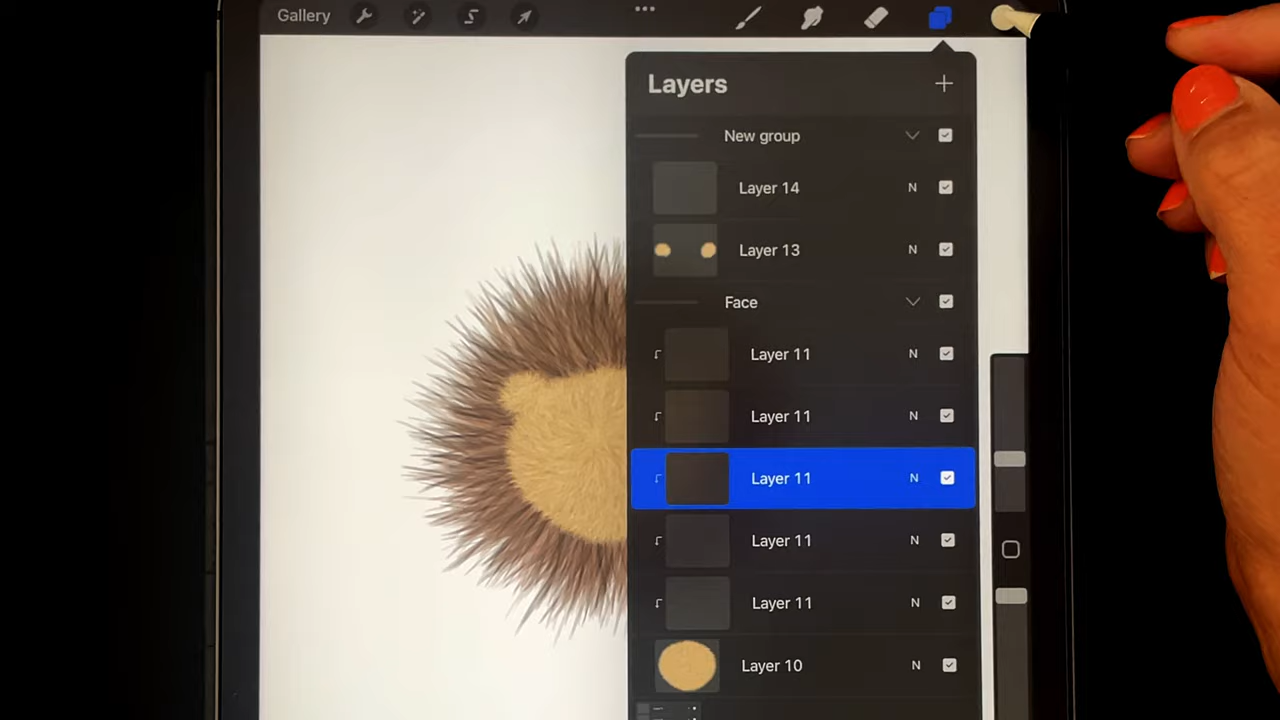 Gallery
Layers
New group
Layer 14 N
Layer 13 N
Face
Layer 11 N
Layer 11 N
Layer 11 N
Layer 11 N
Layer 11 N
Layer 10 N